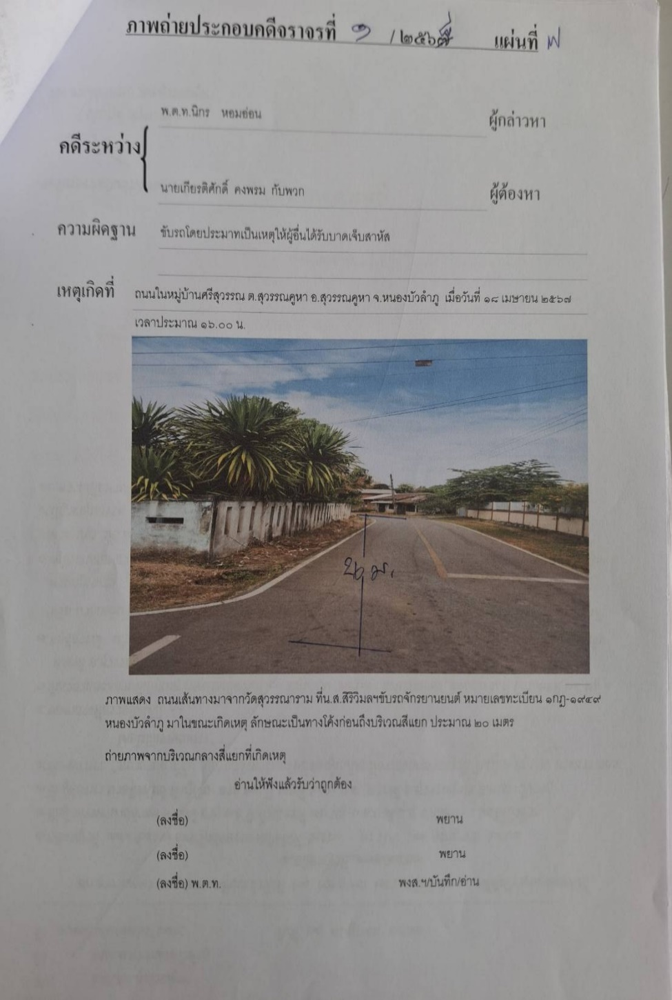 ภาพถ่ายประกอบคดีจราจรที่ ๑ /๒๕๖๘ แผ่นที่
พ.ต.ท.นิกร หอมอ่อน ผู้กล่าวหา
คดีระหว่าง
นายเกียรติศักดิ์ คงพรม กับพวก ผู้ต้องหา
ความผิดฐาน ขับรถโดยประมาทเป็นเหตุให้ผู้อื่นได้รับบาดเจ็บสาหัส
เหตุเกิดที่ ถนนในหมู่บ้านศรีสุวรรณ ต.สุวรรณคูหา อ.สุวรรณคูหา จ.หนองบัวลำภู เมื่อวันที่ ๑๘ เมษายน ๒๕๖๗
เวลาประมาณ ๑๖.๐๐ น.
๒๐ ม.
ภาพแสดง ถนนเส้นทางมาจากวัดสุวรรณาราม ที่น.ส.สิริวิมลฯขับรถจักรยานยนต์ หมายเลขทะเบียน ๑กฏ-๑๙๔๙
หนองบัวลำภู มาในขณะเกิดเหตุ ลักษณะเป็นทางโค้งก่อนถึงบริเวณสี่แยก ประมาณ ๒๐ เมตร
ถ่ายภาพจากบริเวณกลางสี่แยกที่เกิดเหตุ
อ่านให้ฟังแล้วรับว่าถูกต้อง
(ลงชื่อ) พยาน
(ลงชื่อ) พยาน
(ลงชื่อ) พ.ต.ท. พงส.ฯ/บันทึก/อ่าน